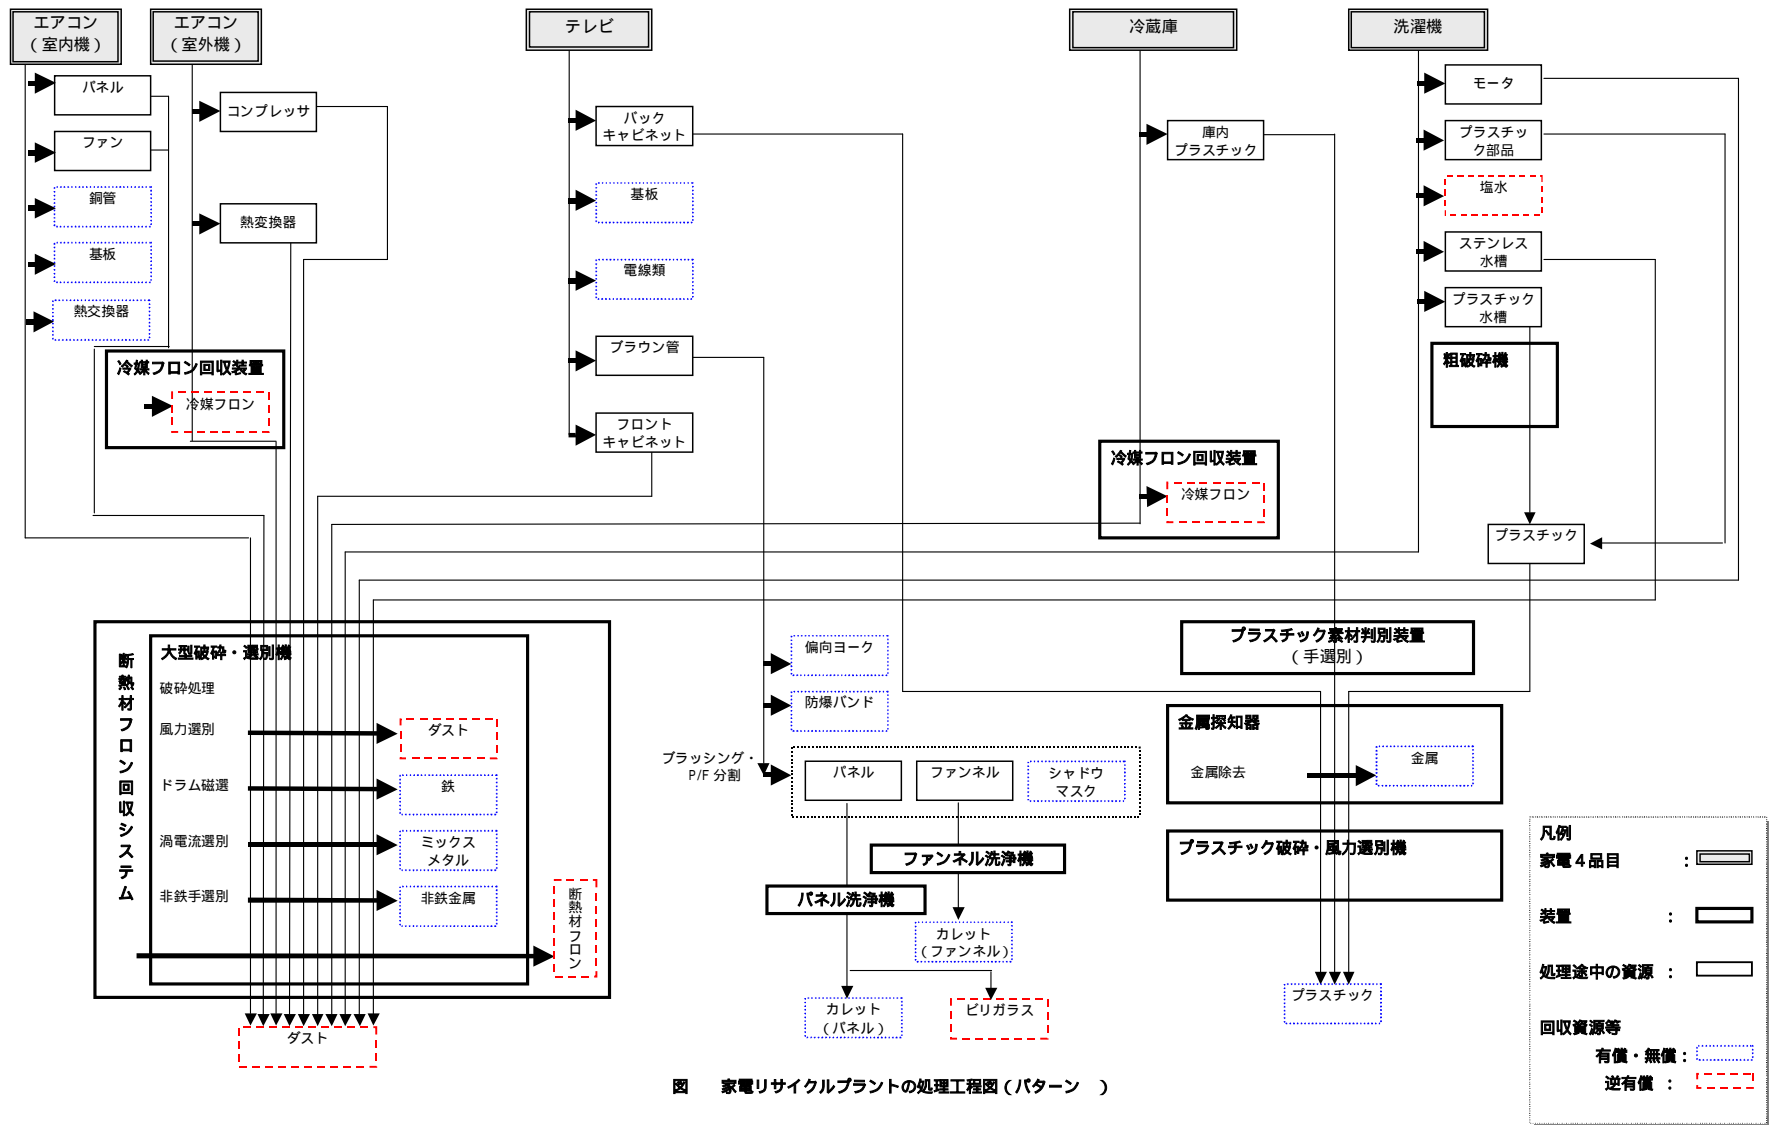 エアコン
（室内機）
エアコン
（室外機）
テレビ
冷蔵庫
洗濯機
パネル
ファン
銅管
基板
熱交換器
コンプレッサ
熱変換器
冷媒フロン回収装置
冷媒フロン
バック
キャビネット
基板
電線類
ブラウン管
フロント
キャビネット
庫内
プラスチック
冷媒フロン回収装置
冷媒フロン
モータ
プラスチッ
ク部品
塩水
ステンレス
水槽
プラスチック
水槽
粗破砕機
プラスチック
断熱材フロン回収システム
大型破砕・選別機
破砕処理
風力選別
ダスト
ドラム磁選
鉄
渦電流選別
ミックス
メタル
非鉄手選別
非鉄金属
断熱材フロン
ダスト
偏向ヨーク
防爆バンド
ブラッシング・
P/F 分割
パネル
ファンネル
シャドウ
マスク
ファンネル洗浄機
パネル洗浄機
カレット
（ファンネル）
カレット
（パネル）
ビリガラス
プラスチック素材判別装置
（手選別）
金属探知器
金属除去
金属
プラスチック破砕・風力選別機
プラスチック
凡例
家電４品目　　　　：
装置　　　　　　：
処理途中の資源　：
回収資源等
有償・無償：
逆有償　：
図　　家電リサイクルプラントの処理工程図（パターン　）